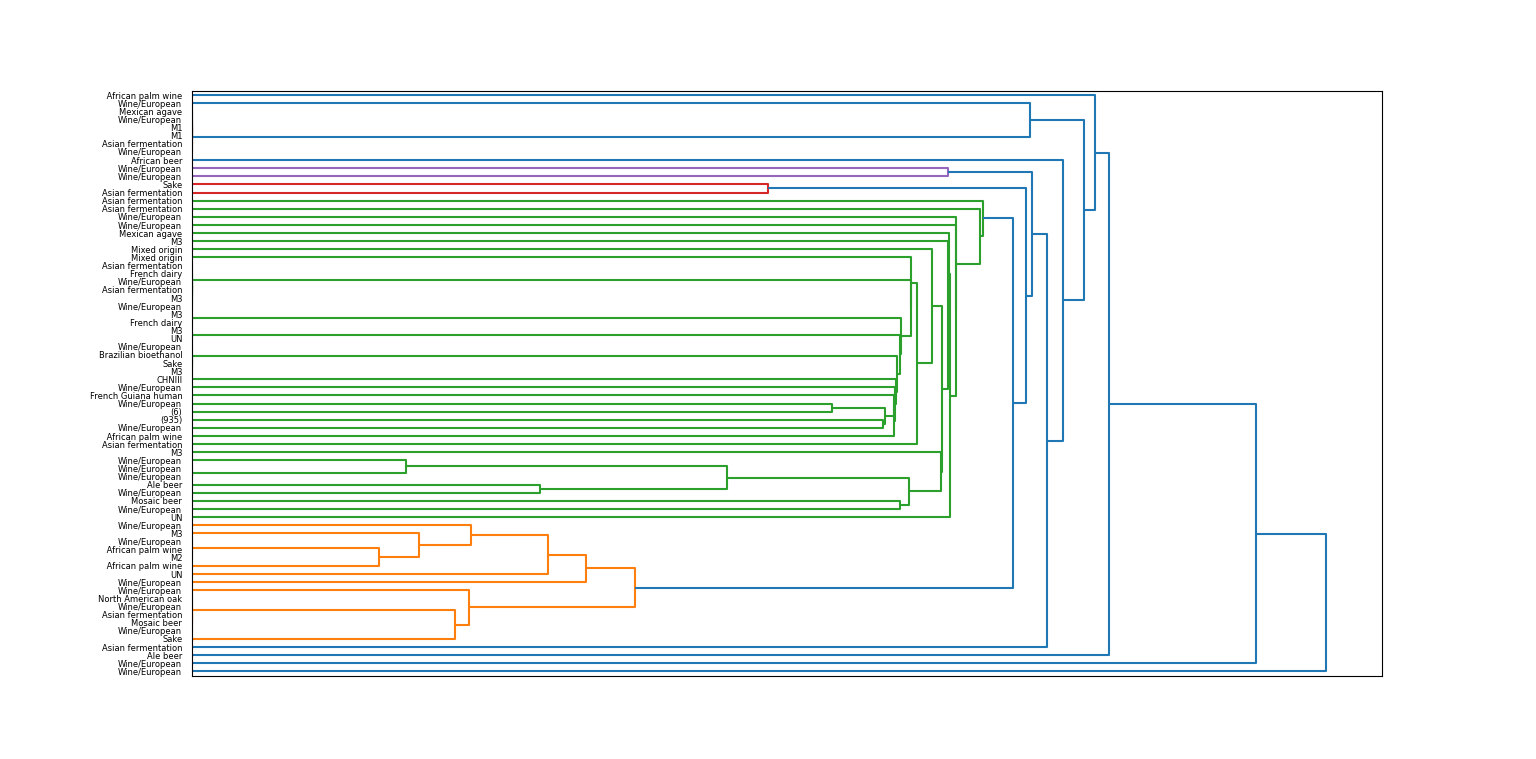 African palm wine
Wine/European
Mexican agave
Wine/European
M1
M1
Asian fermentation
Wine/European
African beer
Wine/European
Wine/European
Sake
Asian fermentation
Asian fermentation
Asian fermentation
Wine/European
Wine/European
Mexican agave
M3
Mixed origin
Mixed origin
Asian fermentation
French dairy
Wine/European
Asian fermentation
M3
Wine/European
M3
French dairy
M3
UN
Wine/European
Brazilian bioethanol
Sake
M3
CHNIII
Wine/European
French Guiana human
Wine/European
(6)
(935)
Wine/European
African palm wine
Asian fermentation
M3
Wine/European
Wine/European
Wine/European
Ale beer
Wine/European
Mosaic beer
Wine/European
UN
Wine/European
M3
Wine/European
African palm wine
M2
African palm wine
UN
Wine/European
Wine/European
North American oak
Wine/European
Asian fermentation
Mosaic beer
Wine/European
Sake
Asian fermentation
Ale beer
Wine/European
Wine/European